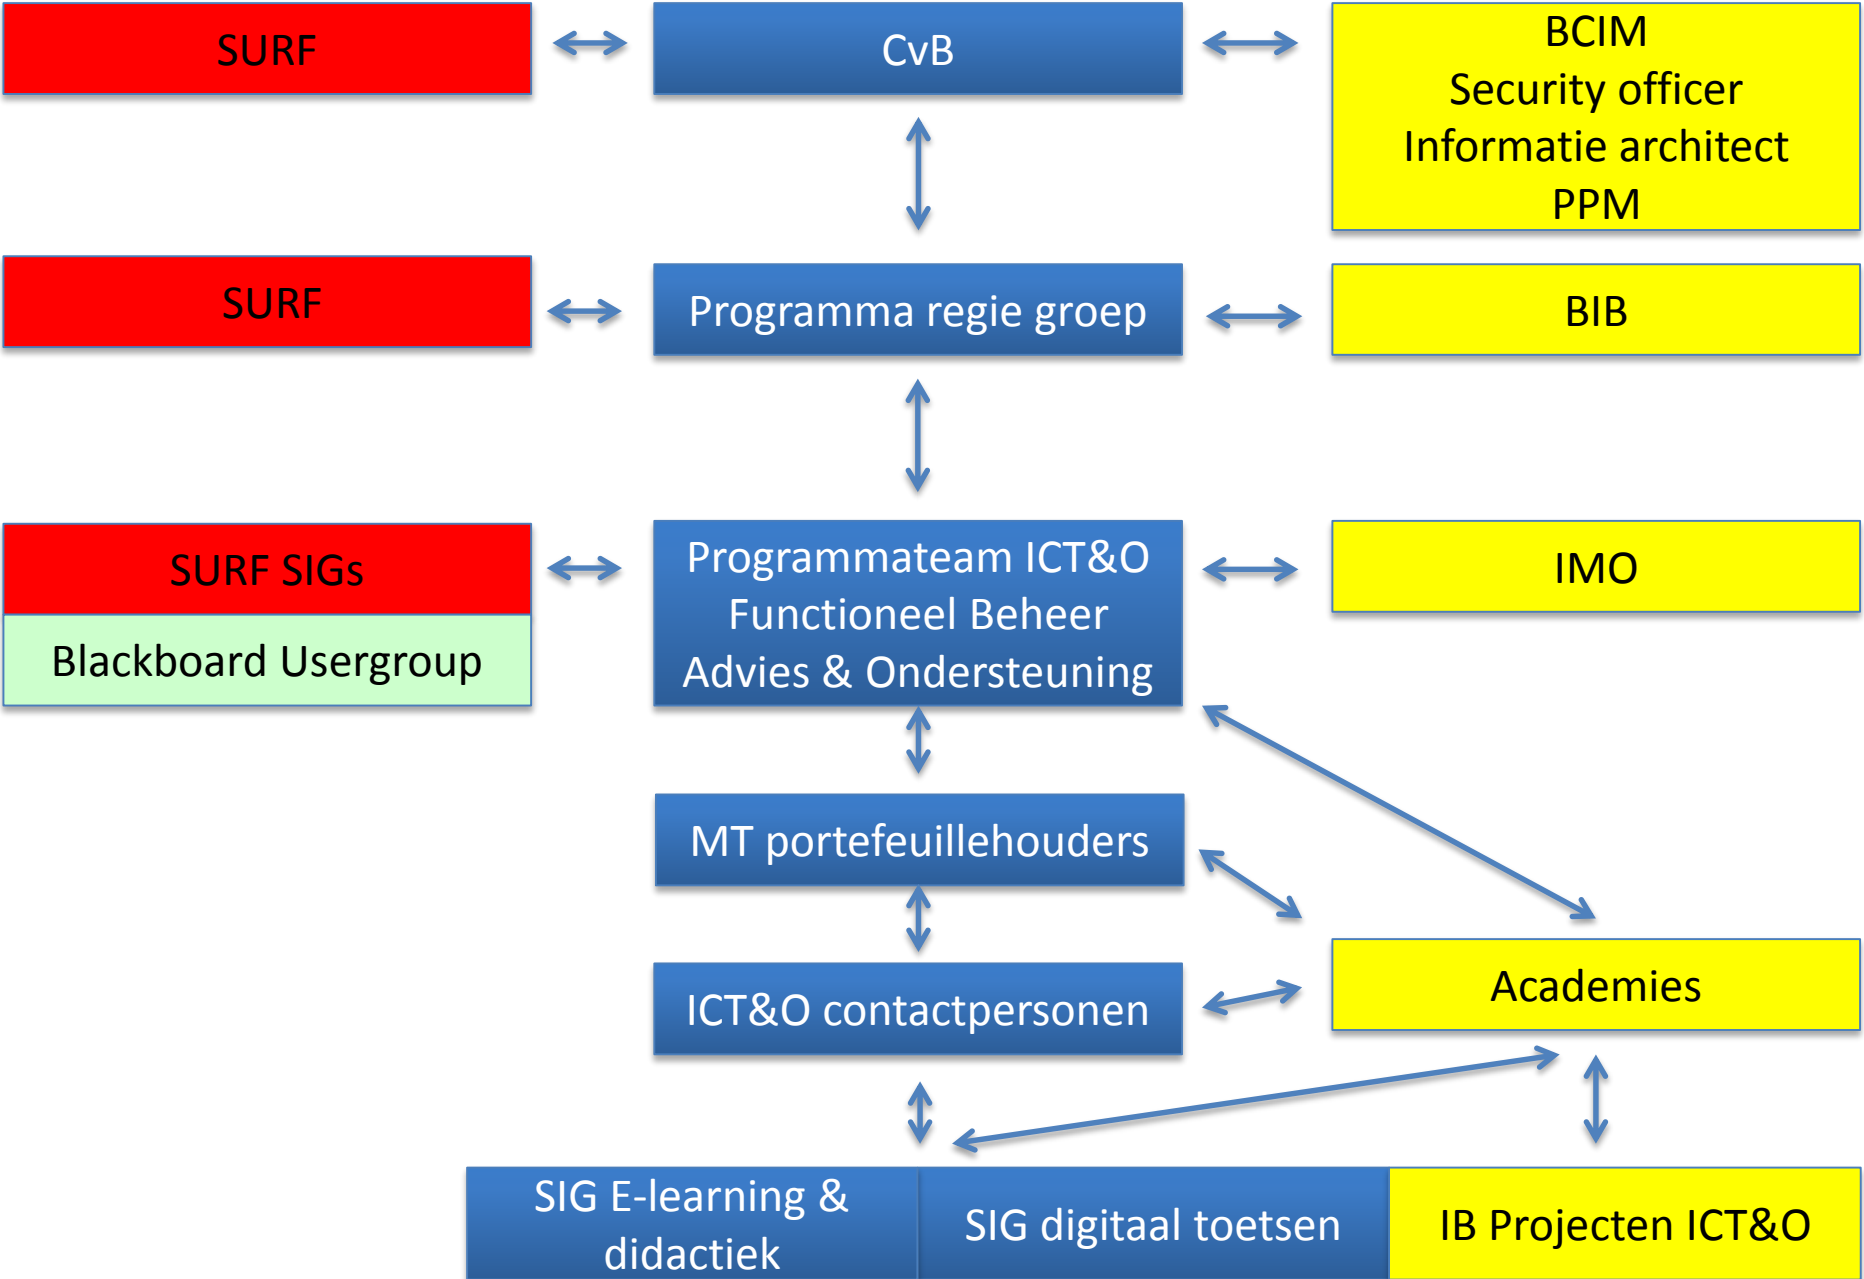 SURF
CvB
BCIM
Security officer
Informatie architect
PPM
SURF
Programma regie groep
BIB
SURF SIGs
Blackboard Usergroup
Programmateam ICT&O
Functioneel Beheer
Advies & Ondersteuning
IMO
MT portefeuillehouders
ICT&O contactpersonen
Academies
SIG E-learning &
didactiek
SIG digitaal toetsen
IB Projecten ICT&O